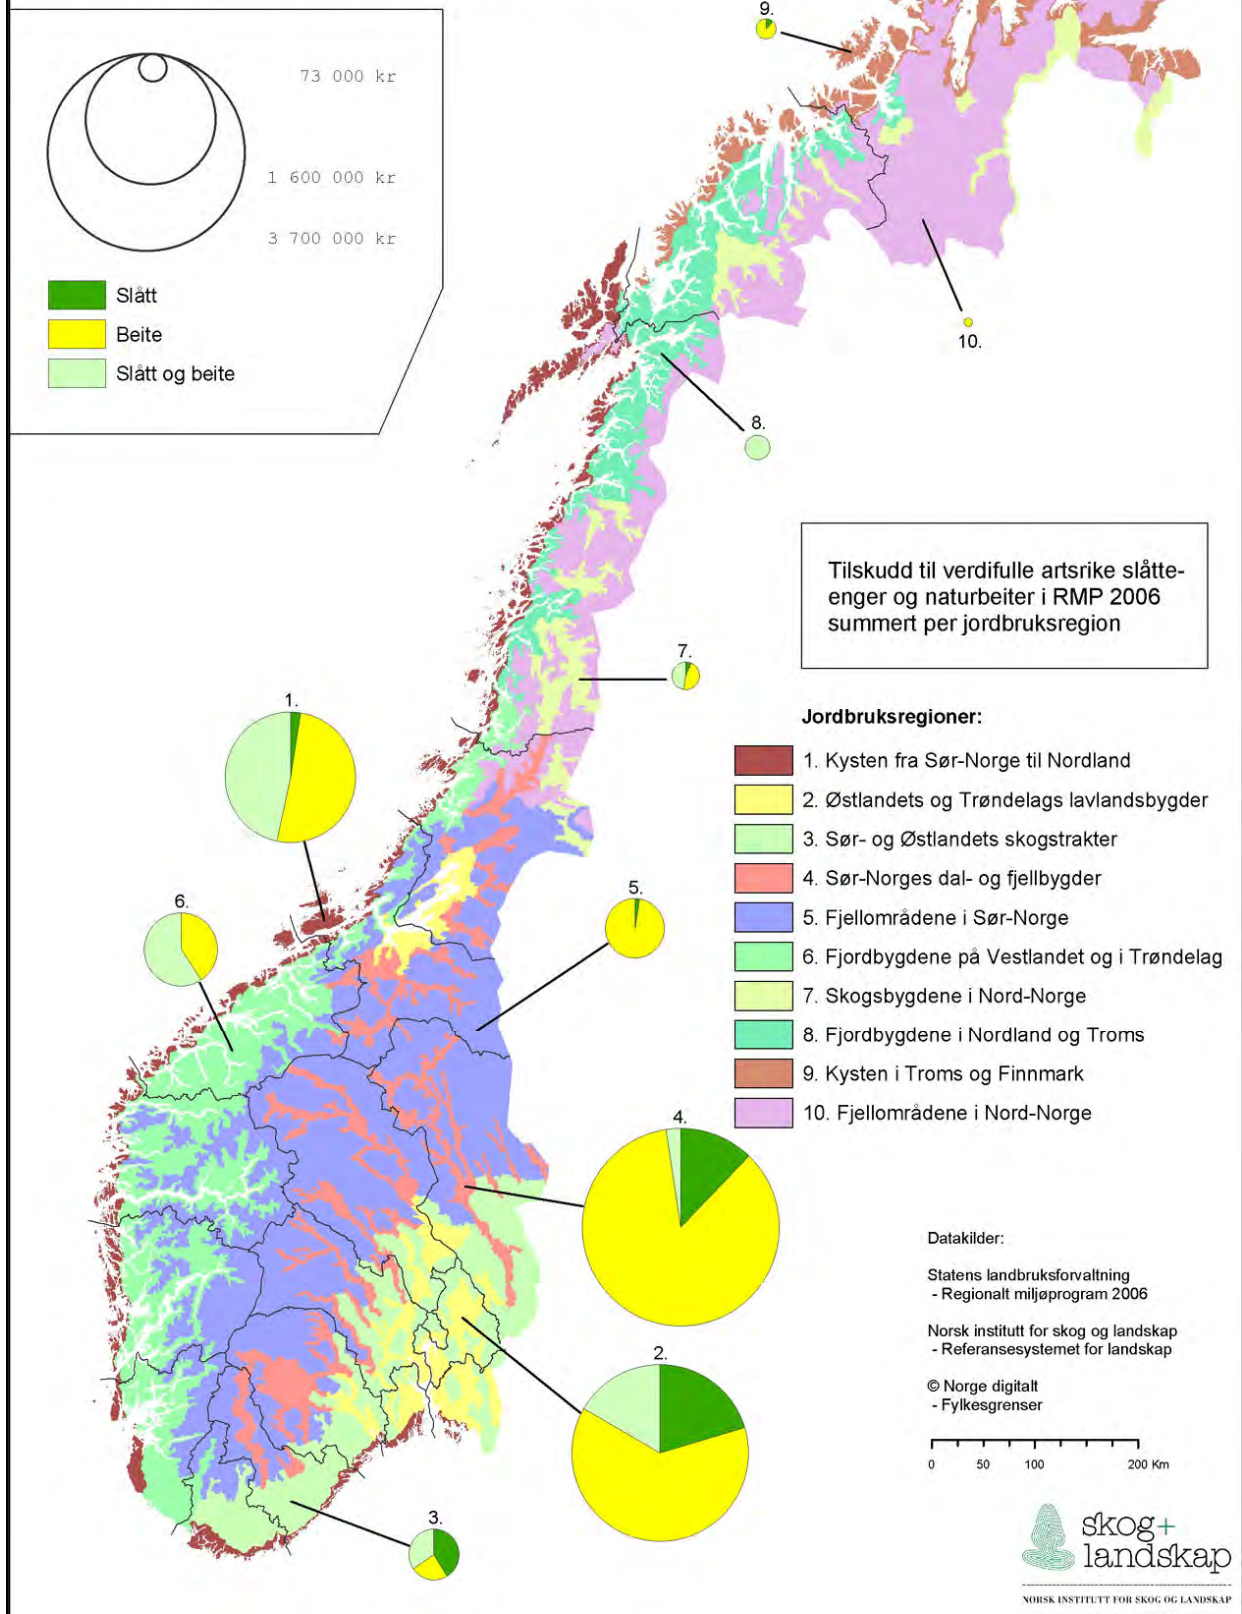 9.
73 000 kr
1 600 000 kr
3 700 000 kr
Slått
Beite
Slått og beite
10.
8.
Tilskudd til verdifulle artsrike slåtte-
enger og naturbeiter i RMP 2006
summert per jordbruksregion
7.
1.
Jordbruksregioner:
1. Kysten fra Sør-Norge til Nordland
2. Østlandets og Trøndelags lavlandsbygder
3. Sør- og Østlandets skogstrakter
4. Sør-Norges dal- og fjellbygder
5. Fjellområdene i Sør-Norge
6. Fjordbygdene på Vestlandet og i Trøndelag
7. Skogsbygdene i Nord-Norge
8. Fjordbygdene i Nordland og Troms
9. Kysten i Troms og Finnmark
10. Fjellområdene i Nord-Norge
5.
6.
4.
2.
3.
Datakilder:
Statens landbruksforvaltning
- Regionalt miljøprogram 2006
Norsk institutt for skog og landskap
- Referansesystemet for landskap
© Norge digitalt
- Fylkesgrenser
0 50 100 200 Km
skog+
landskap
NORSK INSTITUTT FOR SKOG OG LANDSKAP